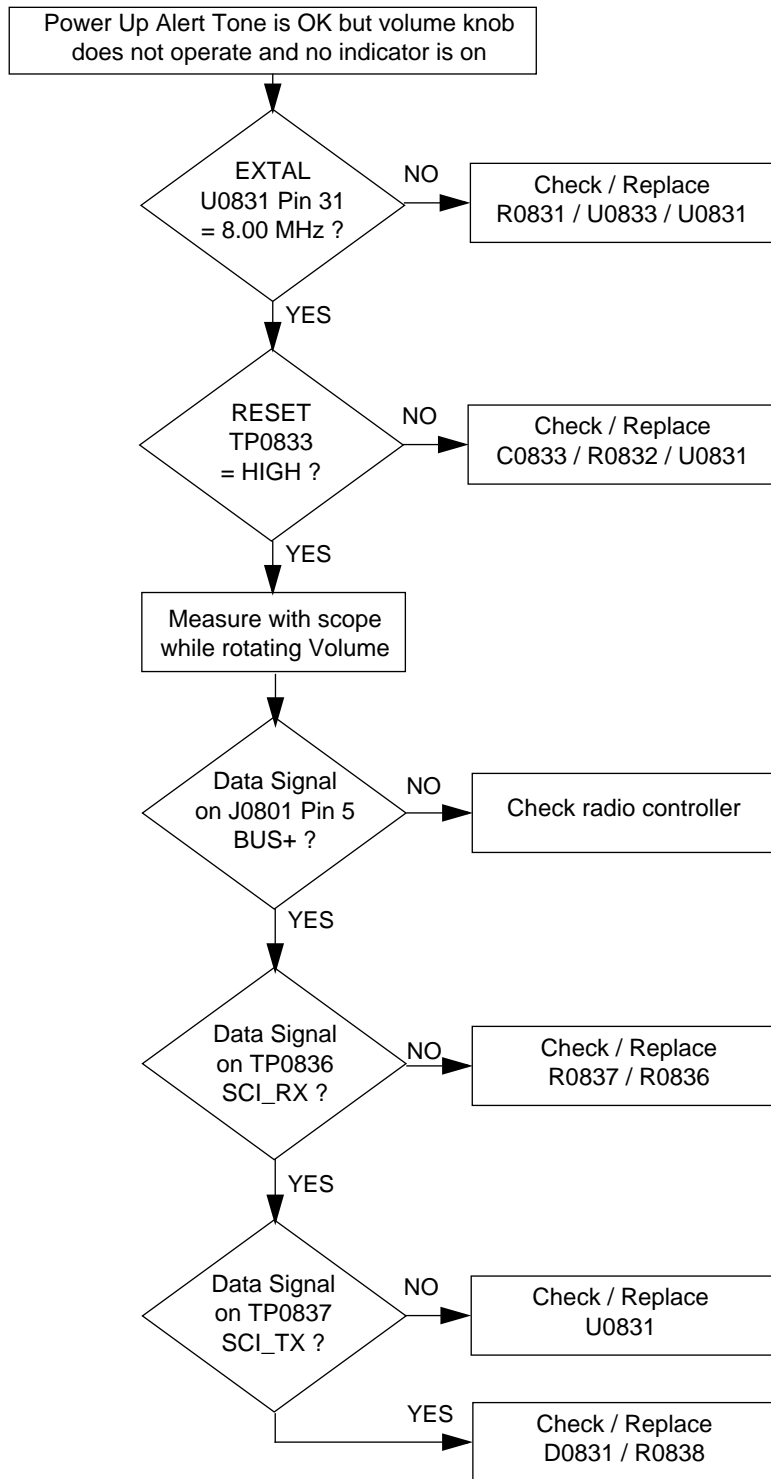 Power Up Alert Tone is OK but volume knob
does not operate and no indicator is on
EXTAL
U0831 Pin 31
= 8.00 MHz ?
NO
Check / Replace
R0831 / U0833 / U0831
YES
RESET
TP0833
= HIGH ?
NO
Check / Replace
C0833 / R0832 / U0831
YES
Measure with scope
while rotating Volume
Data Signal
on J0801 Pin 5
BUS+ ?
NO
Check radio controller
YES
Data Signal
on TP0836
SCI_RX ?
NO
Check / Replace
R0837 / R0836
YES
Data Signal
on TP0837
SCI_TX ?
NO
Check / Replace
U0831
YES
Check / Replace
D0831 / R0838